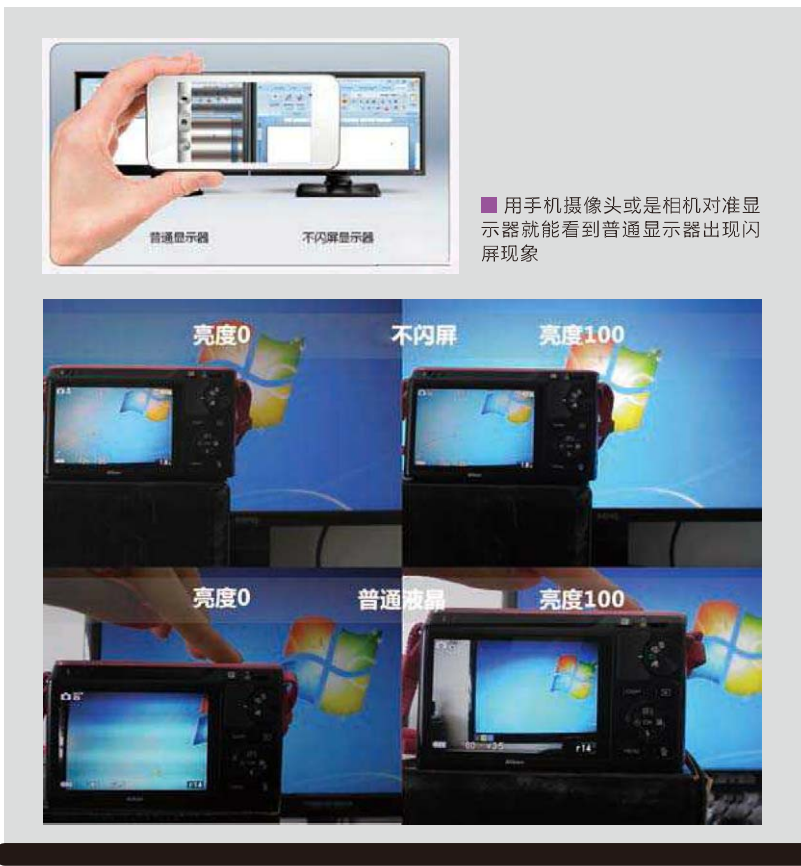 普通显示器
不闪屏显示器
用手机摄像头或是相机对准显
示器就能看到普通显示器出现闪
屏现象
亮度0
不闪屏
亮度100
亮度0
普通液晶
亮度100
r14
r14